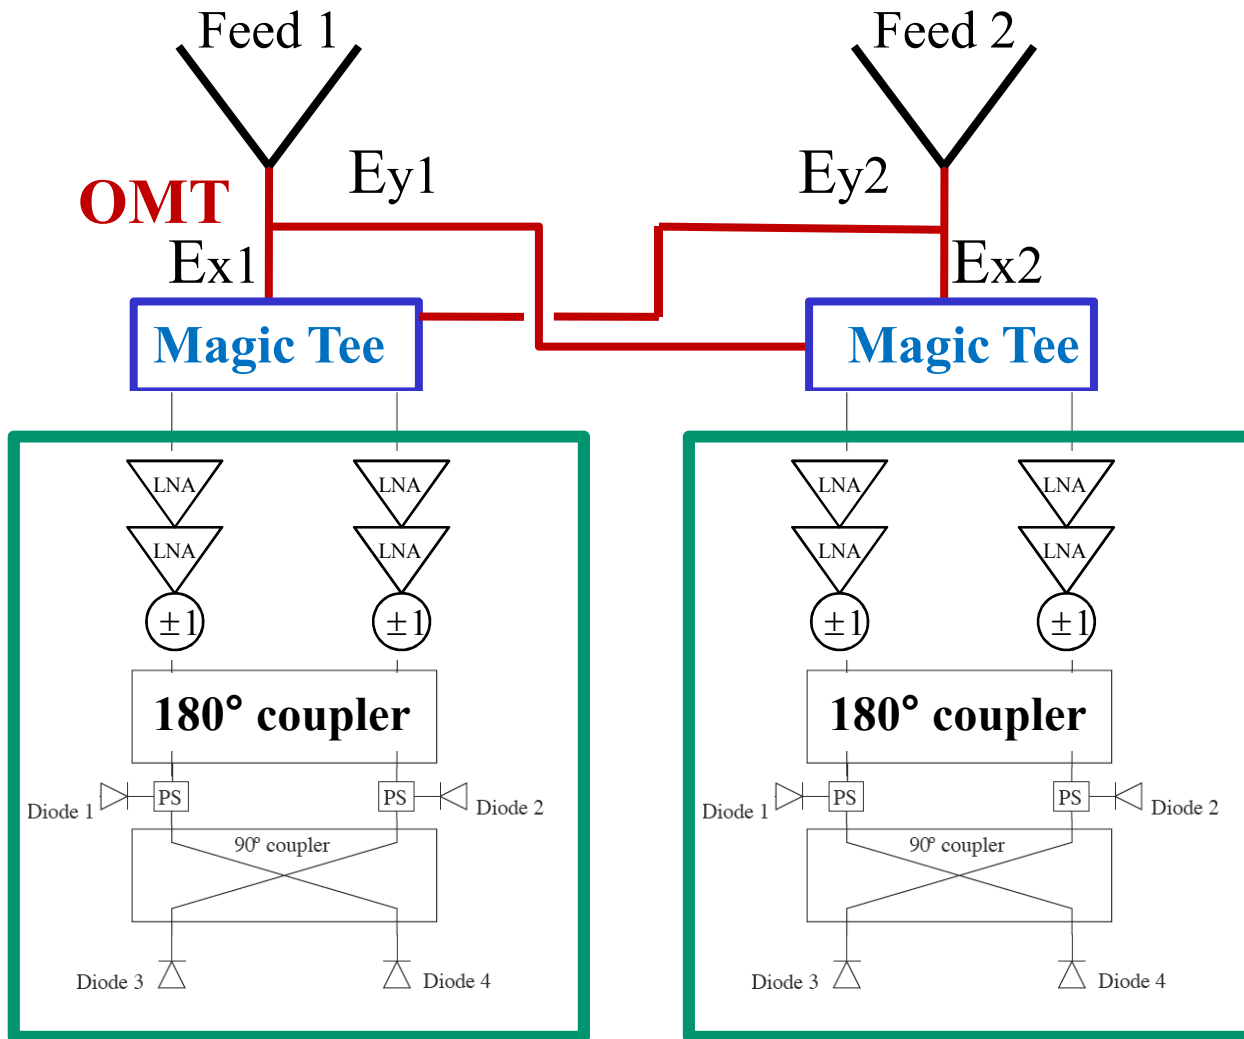 Feed 1
Feed 2
Ey1
Ey2
OMT
Ex1
Ex2
Magic Tee
Magic Tee
LNA
LNA
LNA
LNA
LNA
LNA
LNA
LNA
±1
±1
±1
±1
180° coupler
180° coupler
Diode 1
PS
PS
Diode 2
Diode 1
PS
PS
Diode 2
90º coupler
90º coupler
Diode 3
Diode 4
Diode 3
Diode 4